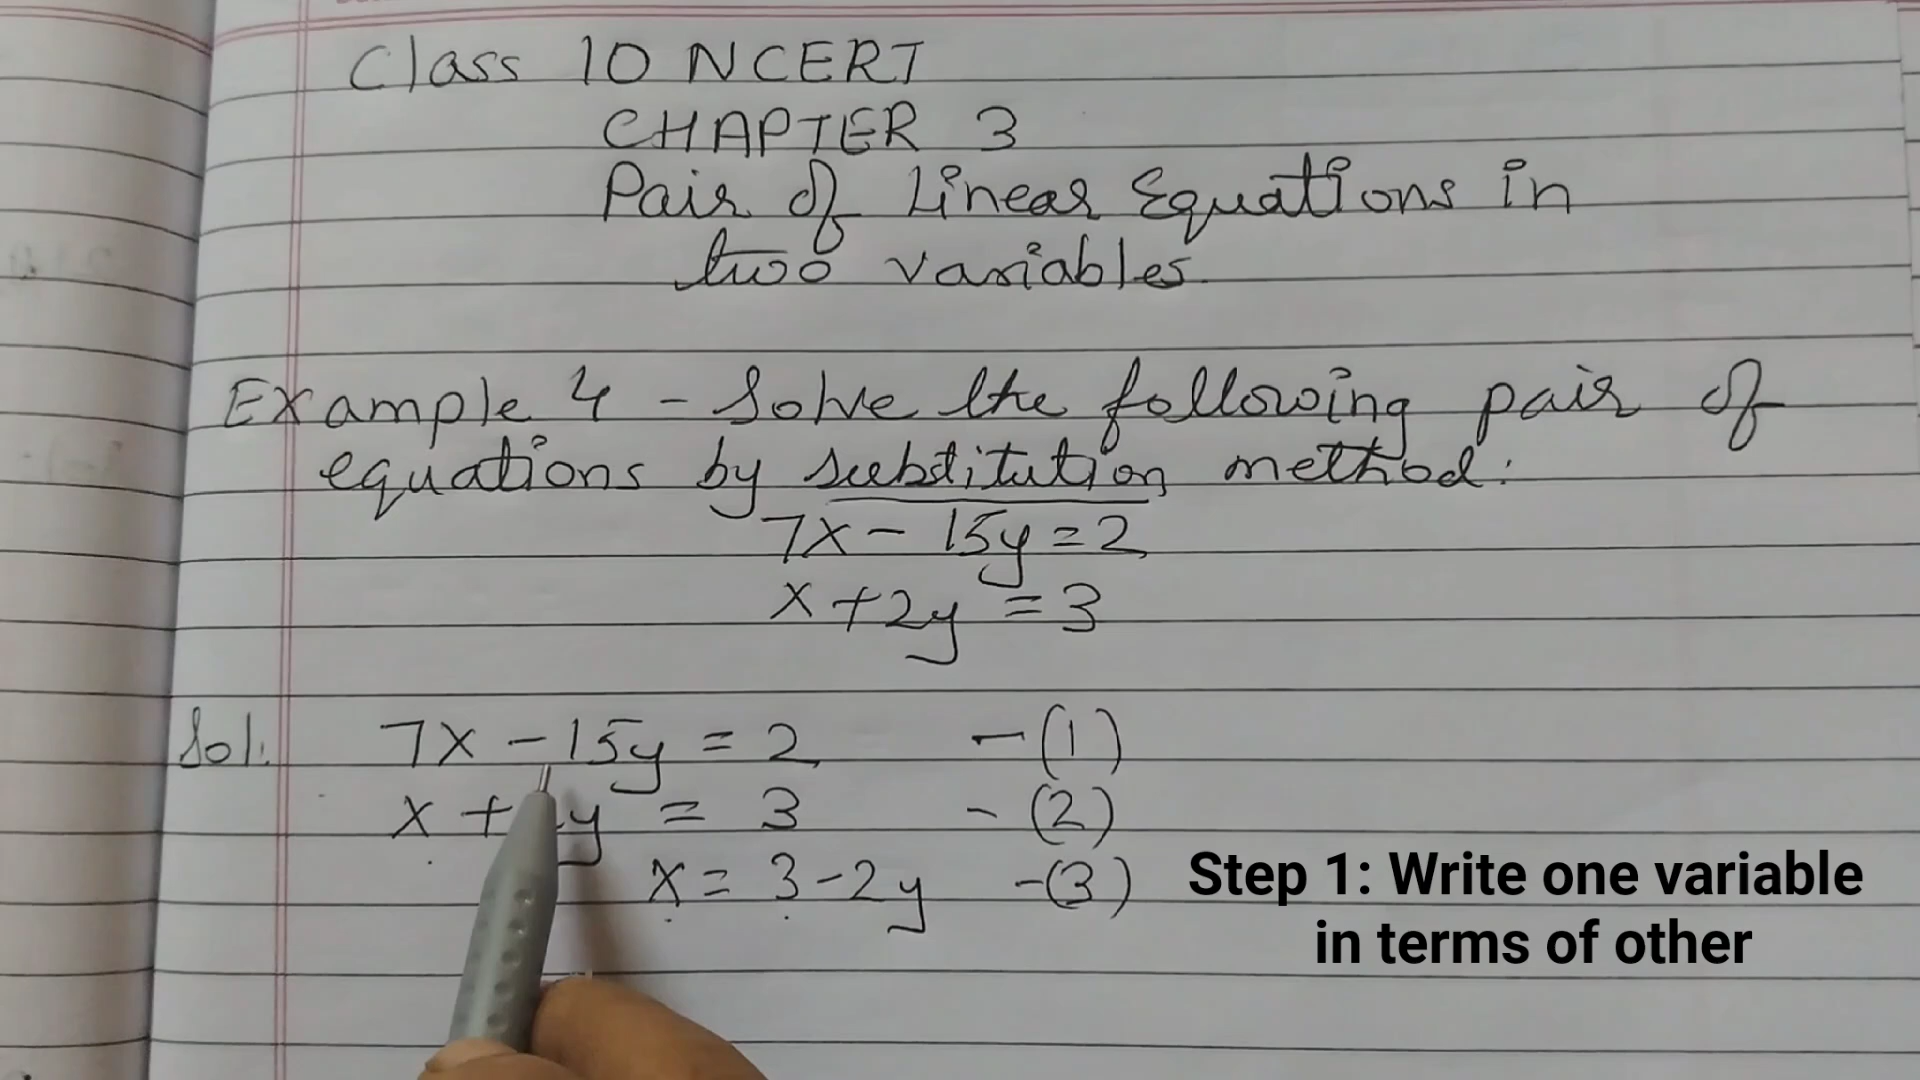 Class 10 NCERT
CHAPTER 3
Pair of Linear Equations in
two variables
Example 4 - Solve the following pair of
equations by substitution method:
7x - 15y = 2
x + 2y = 3
Sol. 7x - 15y = 2 - (1)
x + y = 3 - (2)
x = 3 - 2y - (3)
Step 1: Write one variable
in terms of other